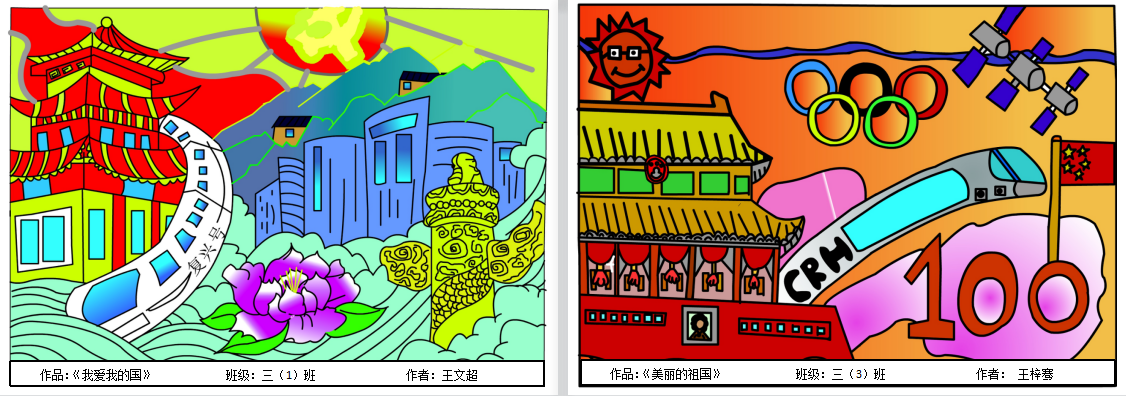 复兴号
作品：《我爱我的国》 班级：三（1）班 作者：王文超
CRH
100
作品：《美丽的祖国》 班级：三（3）班 作者： 王梓骞